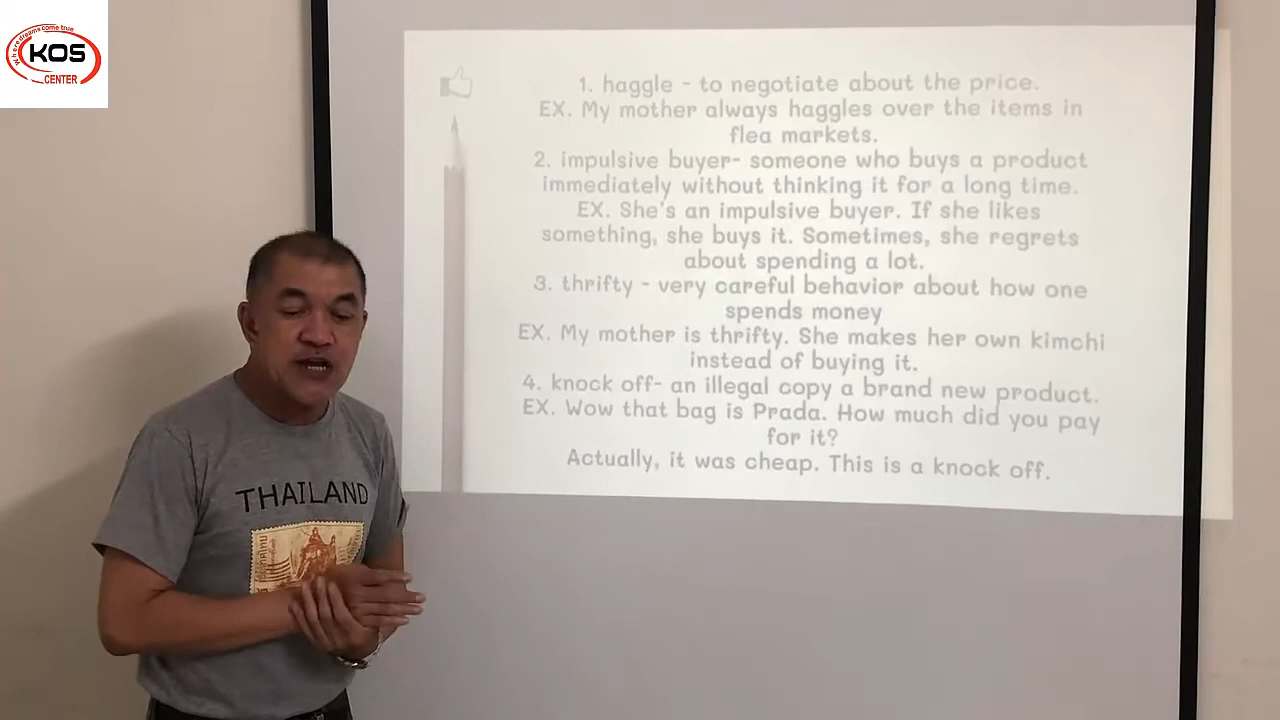 Where dreams come true
KOS
CENTER
1. haggle - to negotiate about the price.
EX. My mother always haggles over the items in
flea markets.
2. impulsive buyer- someone who buys a product
immediately without thinking it for a long time.
EX. She's an impulsive buyer. If she likes
something, she buys it. Sometimes, she regrets
about spending a lot.
3. thrifty - very careful behavior about how one
spends money
EX. My mother is thrifty. She makes her own kimchi
instead of buying it.
4. knock off- an illegal copy a brand new product.
EX. Wow that bag is Prada. How much did you pay
for it?
Actually, it was cheap. This is a knock off.
THAILAND